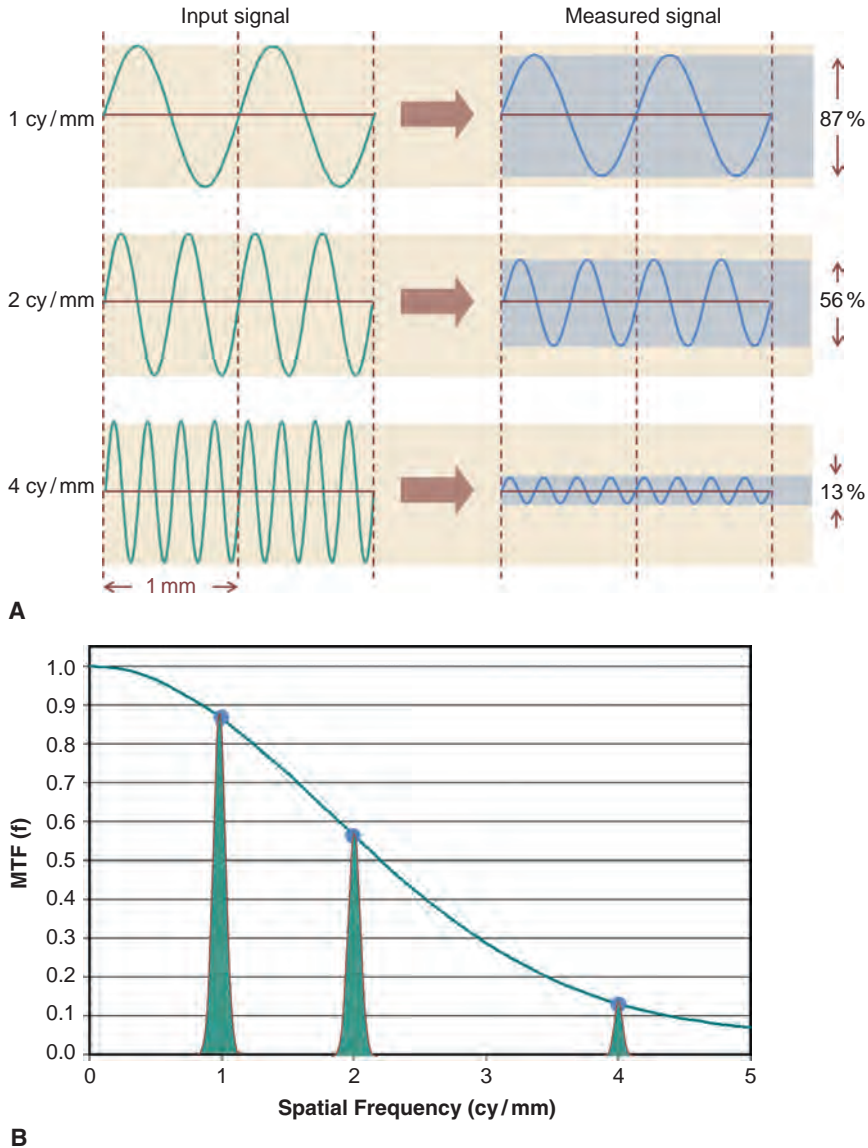 Input signal
Measured signal
1 cy/mm
87 %
2 cy/mm
56 %
4 cy/mm
13 %
1 mm
A
1.0
0.9
0.8
0.7
0.6
0.5
0.4
0.3
0.2
0.1
0.0
MTF (f)
0 1 2 3 4 5
Spatial Frequency (cy/mm)
B